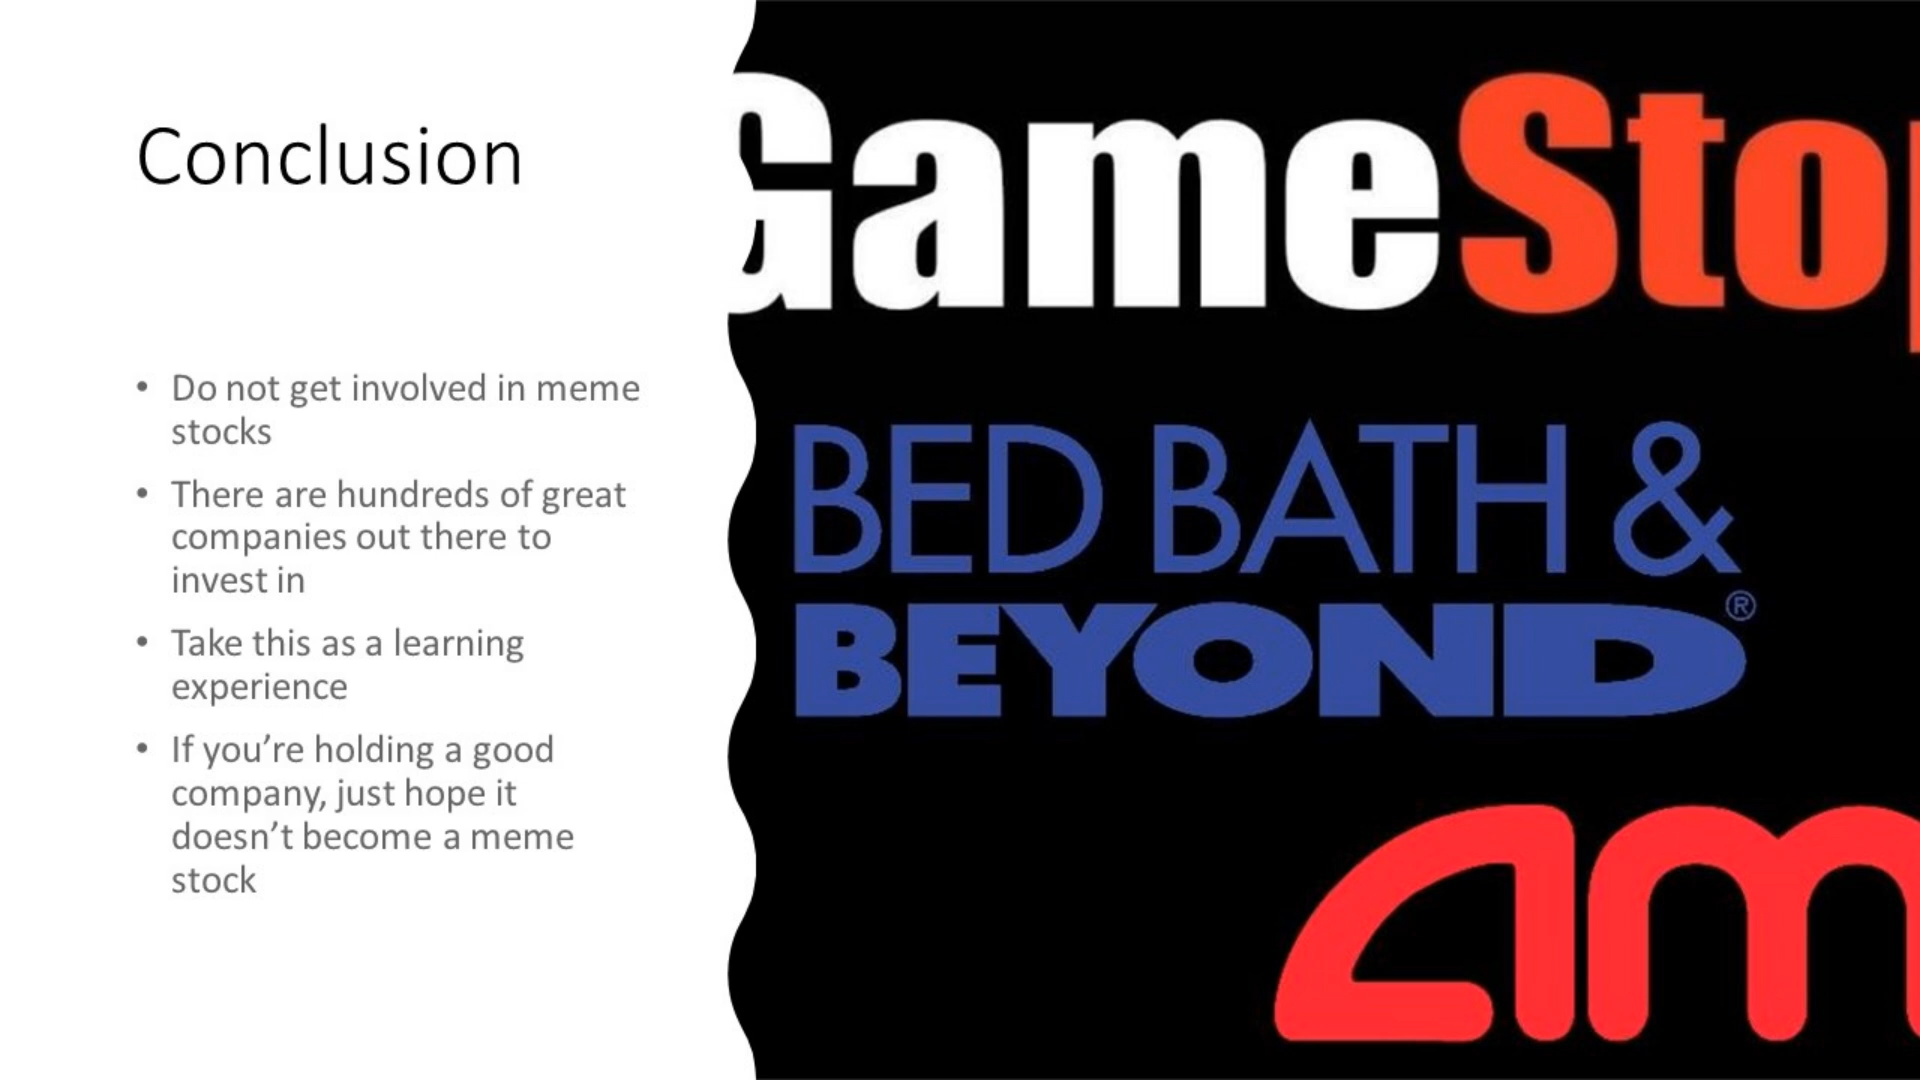 Conclusion
• Do not get involved in meme
stocks
• There are hundreds of great
companies out there to
invest in
• Take this as a learning
experience
• If you’re holding a good
company, just hope it
doesn’t become a meme
stock
GameStop
BED BATH &
BEYOND®
am